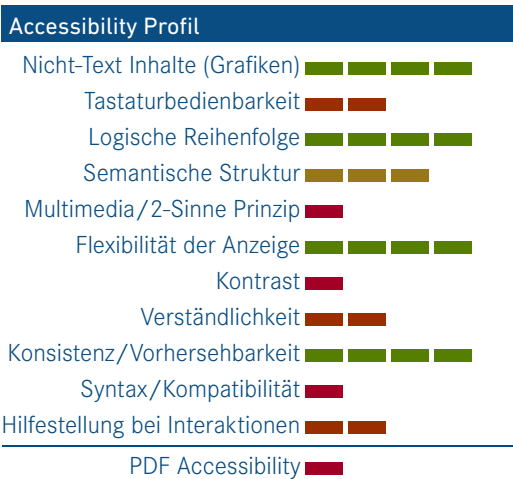 Accessibility Profil
Nicht-Text Inhalte (Grafiken)
Tastaturbedienbarkeit
Logische Reihenfolge
Semantische Struktur
Multimedia/2-Sinne Prinzip
Flexibilität der Anzeige
Kontrast
Verständlichkeit
Konsistenz/Vorhersehbarkeit
Syntax/Kompatibilität
Hilfestellung bei Interaktionen
PDF Accessibility